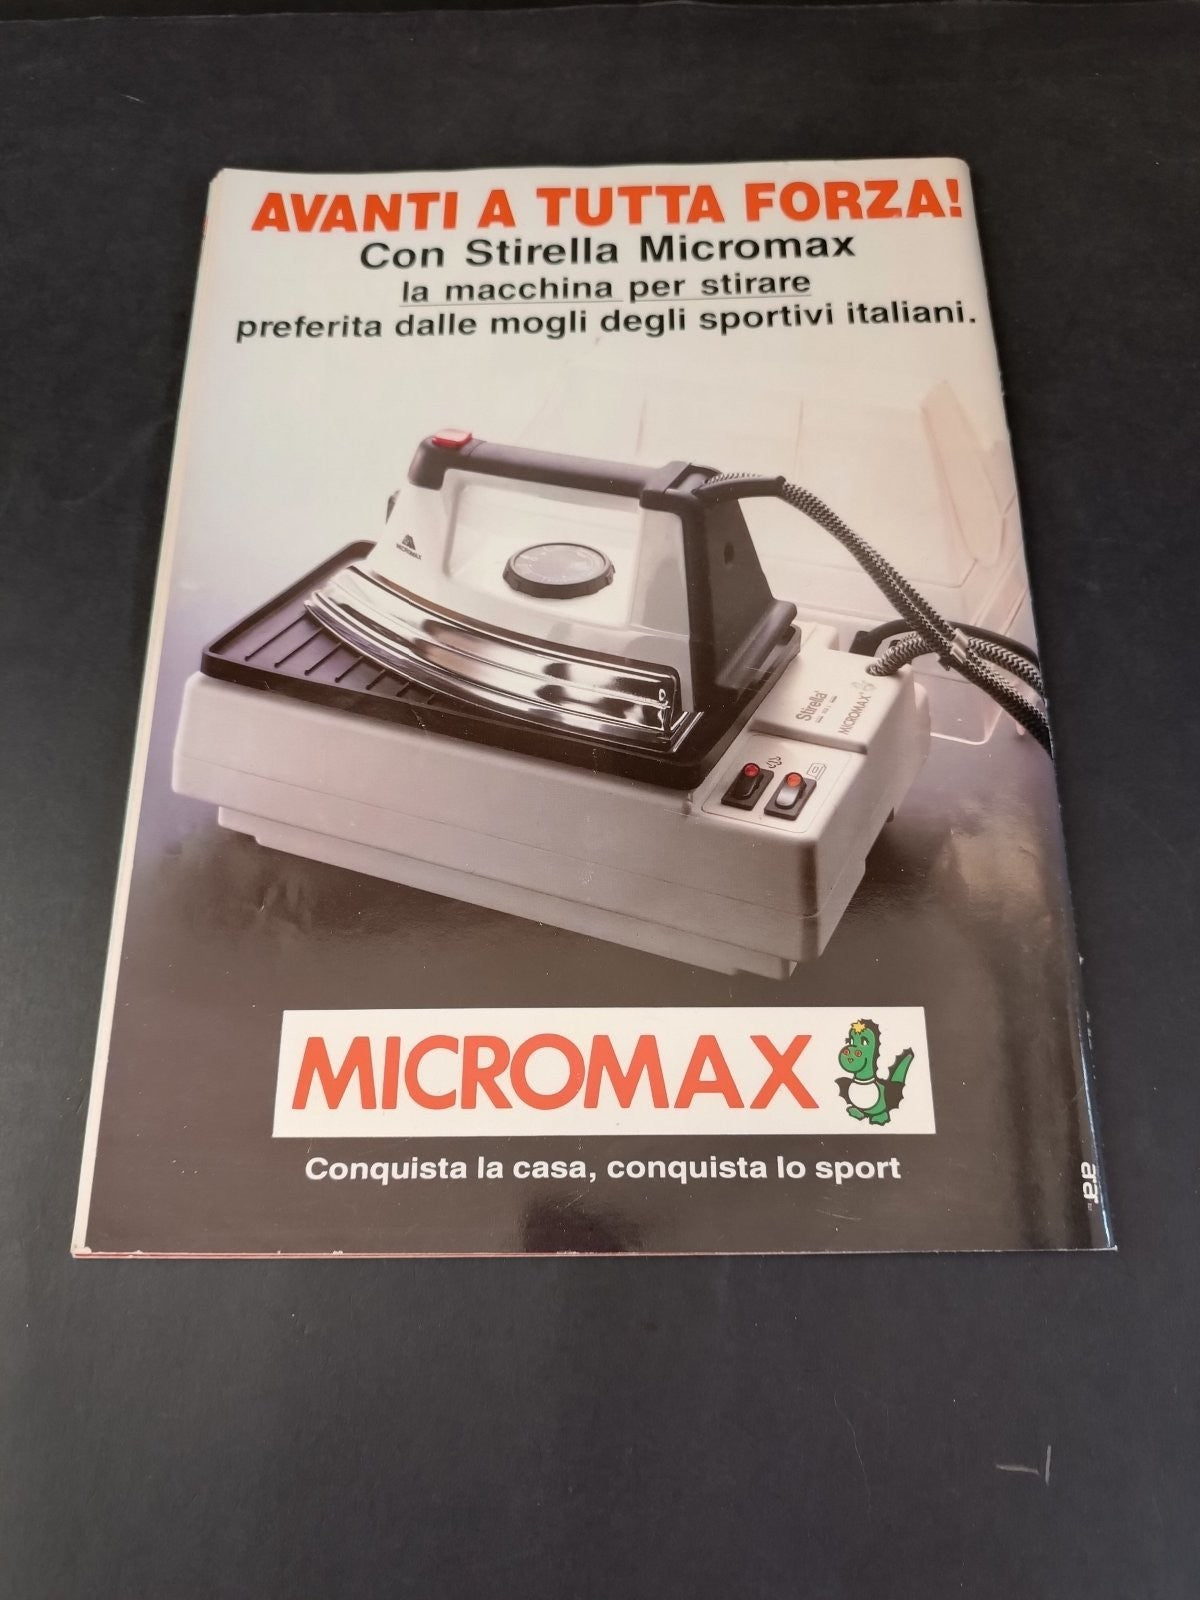 AVANTI A TUTTA FORZA!
Con Stirella Micromax
la macchina per stirare
preferita dalle mogli degli sportivi italiani.
MICROMAX
Stirella
MICROMAX
MICROMAX
Conquista la casa, conquista lo sport